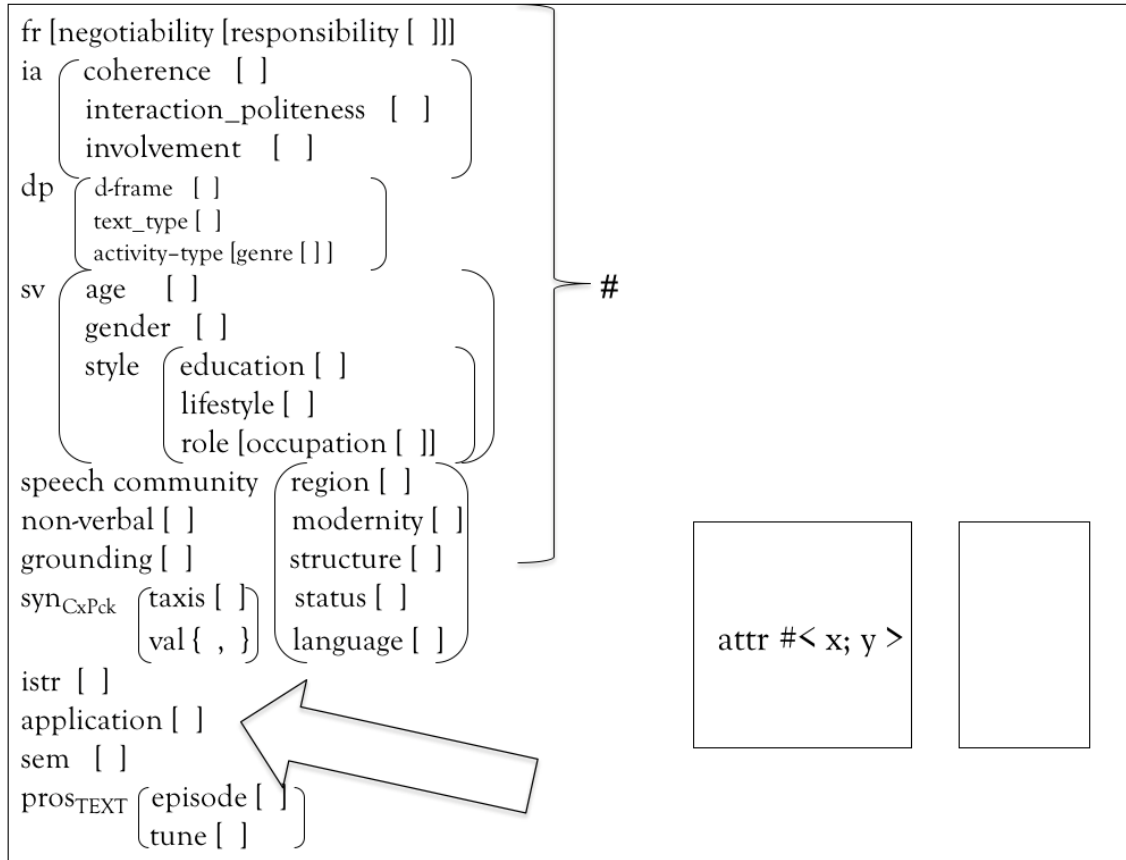 fr [negotiability [responsibility [ ]]]
ia coherence [ ]
interaction_politeness [ ]
involvement [ ]
dp d-frame [ ]
text_type [ ]
activity-type [genre [ ] ]
sv age [ ]
gender [ ]
style education [ ]
lifestyle [ ]
role [occupation [ ]]
#
speech community region [ ]
non-verbal [ ] modernity [ ]
grounding [ ] structure [ ]
synCxPck taxis [ ] status [ ]
val { , } language [ ]
attr #< x; y >
istr [ ]
application [ ]
sem [ ]
prosTEXT episode [ ]
tune [ ]